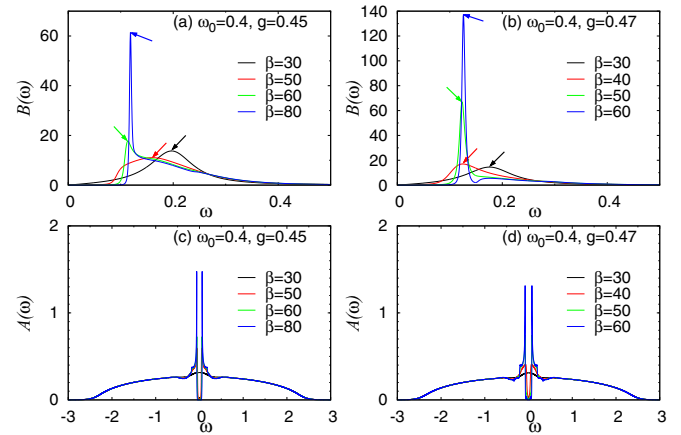 (a) ω0=0.4, g=0.45
B(ω)
60
40
20
0
0
0.2
0.4
ω
β=30
β=50
β=60
β=80
(b) ω0=0.4, g=0.47
B(ω)
140
120
100
80
60
40
20
0
0
0.2
0.4
ω
β=30
β=40
β=50
β=60
(c) ω0=0.4, g=0.45
A(ω)
2
1
0
-3
-2
-1
0
1
2
3
ω
β=30
β=50
β=60
β=80
(d) ω0=0.4, g=0.47
A(ω)
2
1
0
-3
-2
-1
0
1
2
3
ω
β=30
β=40
β=50
β=60